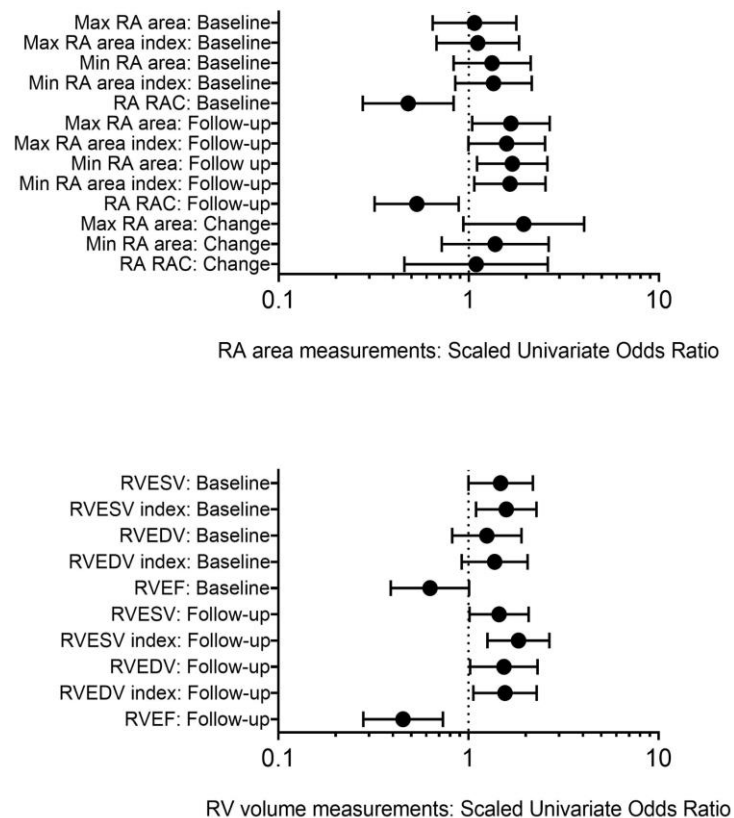 Max RA area: Baseline
Max RA area index: Baseline
Min RA area: Baseline
Min RA area index: Baseline
RA RAC: Baseline
Max RA area: Follow-up
Max RA area index: Follow-up
Min RA area: Follow up
Min RA area index: Follow-up
RA RAC: Follow-up
Max RA area: Change
Min RA area: Change
RA RAC: Change
0.1 1 10
RA area measurements: Scaled Univariate Odds Ratio
RVESV: Baseline
RVESV index: Baseline
RVEDV: Baseline
RVEDV index: Baseline
RVEF: Baseline
RVESV: Follow-up
RVESV index: Follow-up
RVEDV: Follow-up
RVEDV index: Follow-up
RVEF: Follow-up
0.1 1 10
RV volume measurements: Scaled Univariate Odds Ratio